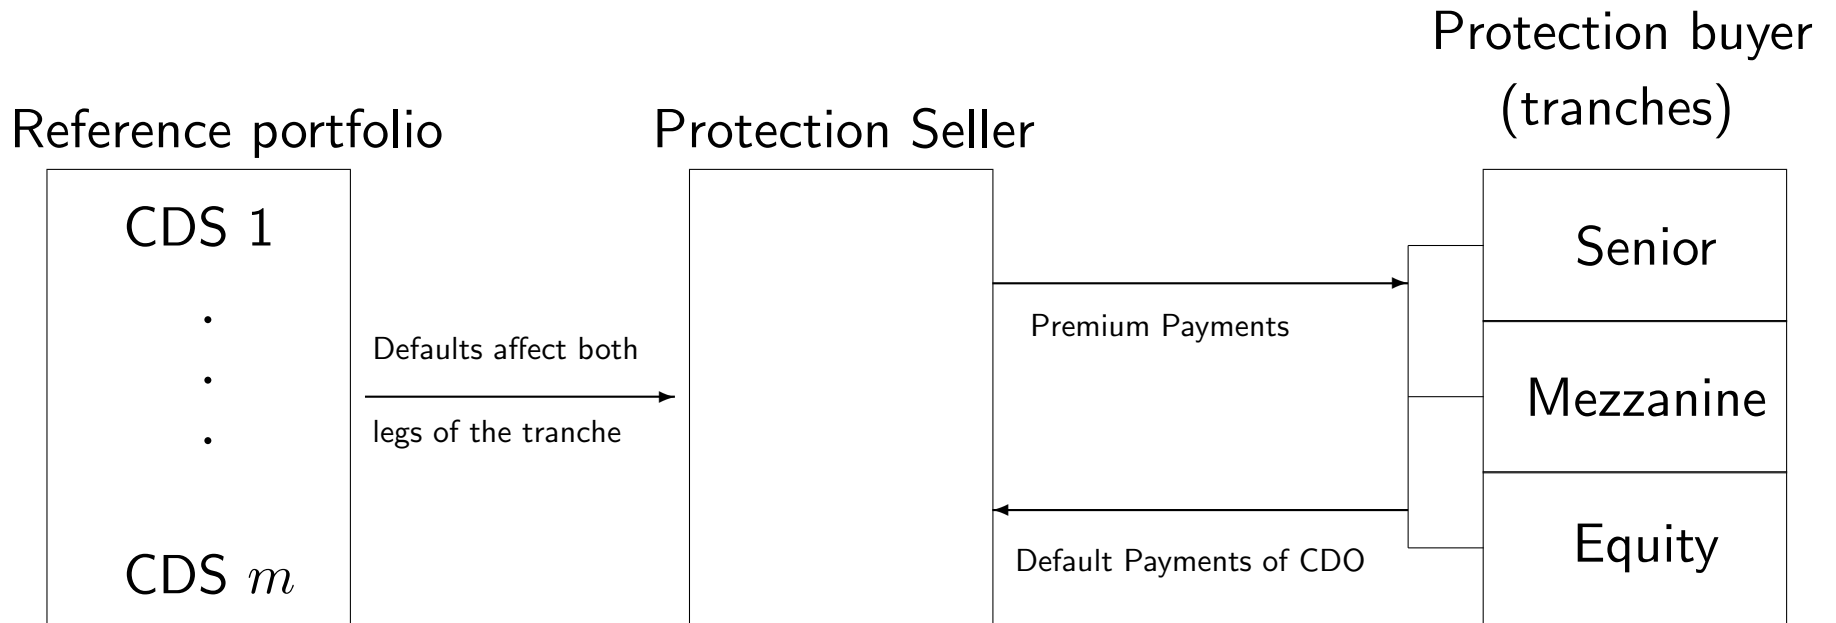 Protection buyer
(tranches)
Reference portfolio
Protection Seller
CDS 1
.
.
.
CDS m
Defaults affect both
legs of the tranche
Premium Payments
Default Payments of CDO
Senior
Mezzanine
Equity